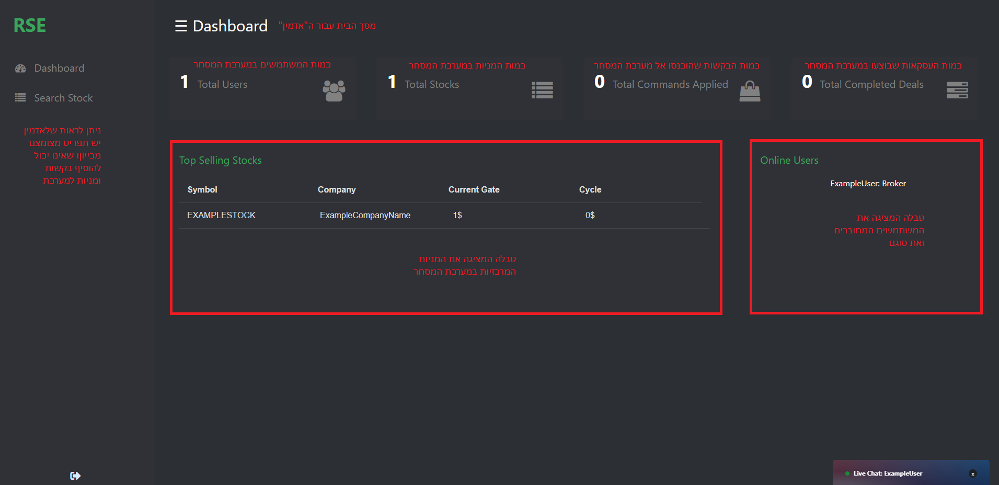 RSE
Dashboard
Search Stock
ניתן לראות שלאדמין
יש תפריט מצומצם
מכייוןו שאינו יכול
להוסיף בקשות
ומניות למערכת
☰ Dashboard
מסך הבית עבור ה"אדמין"
כמות המשתמשים במערכת המסחר
1 Total Users
כמות המניות במערכת המסחר
1 Total Stocks
כמות הבקשות שהוכנסו אל מערכת המסחר
0 Total Commands Applied
כמות העסקאות שבוצעו במערכת המסחר
0 Total Completed Deals
Top Selling Stocks
Symbol Company Current Gate Cycle
EXAMPLESTOCK ExampleCompanyName 1$ 0$
טבלה המציגה את המניות
המרכזיות במערכת המסחר
Online Users
ExampleUser: Broker
טבלה המציגה את
המשתמשים המחוברים
ואת סוגם
Live Chat: ExampleUser x